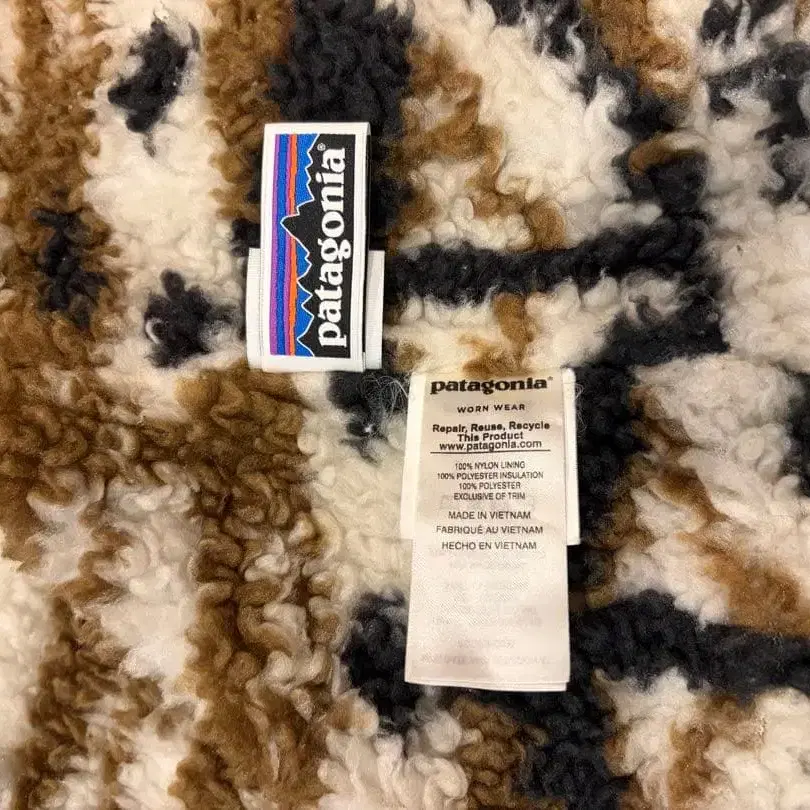 patagonia®
patagonia®
WORN WEAR
Repair, Reuse, Recycle
This Product
www.patagonia.com
100% NYLON LINING
100% POLYESTER INSULATION
100% POLYESTER
EXCLUSIVE OF TRIM
MADE IN VIETNAM
FABRIQUÉ AU VIETNAM
HECHO EN VIETNAM